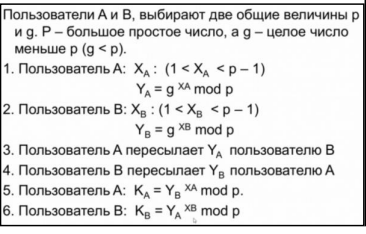 Пользователи А и В, выбирают две общие величины p
и g. P – большое простое число, а g – целое число
меньше p (g < p).
1. Пользователь А: X_A : (1 < X_A < p – 1)
Y_A = g ^XA mod p
2. Пользователь В: X_B : (1 < X_B < p – 1)
Y_B = g ^XB mod p
3. Пользователь А пересылает Y_A пользователю В
4. Пользователь В пересылает Y_B пользователю А
5. Пользователь А: K_A = Y_B ^XA mod p.
6. Пользователь В: K_B = Y_A ^XB mod p